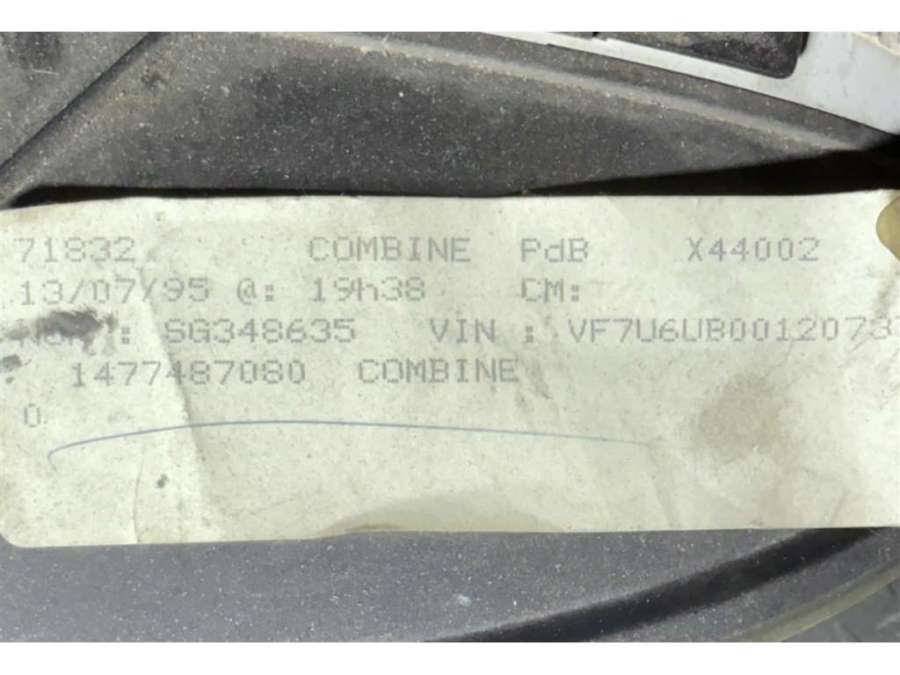 71832 COMBINE PdB X44002
13/07/95 @: 19h38 CM:
: SG348635 VIN : VF7U6UB0012073
1477487080 COMBINE
0